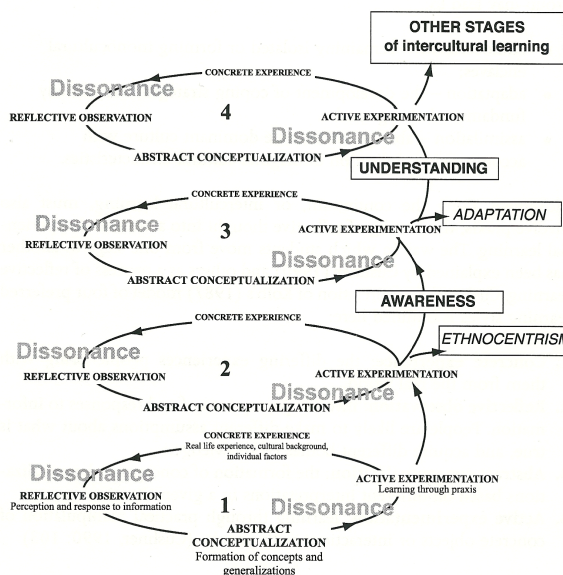 OTHER STAGES
of intercultural learning
CONCRETE EXPERIENCE
Dissonance
REFLECTIVE OBSERVATION
4
ACTIVE EXPERIMENTATION
Dissonance
ABSTRACT CONCEPTUALIZATION
UNDERSTANDING
CONCRETE EXPERIENCE
ADAPTATION
Dissonance
3
ACTIVE EXPERIMENTATION
REFLECTIVE OBSERVATION
Dissonance
ABSTRACT CONCEPTUALIZATION
AWARENESS
CONCRETE EXPERIENCE
ETHNOCENTRISM
Dissonance
2
REFLECTIVE OBSERVATION
ACTIVE EXPERIMENTATION
Dissonance
ABSTRACT CONCEPTUALIZATION
CONCRETE EXPERIENCE
Real life experience, cultural background,
individual factors
Dissonance
ACTIVE EXPERIMENTATION
Learning through praxis
REFLECTIVE OBSERVATION
Perception and response to information
1
Dissonance
ABSTRACT
CONCEPTUALIZATION
Formation of concepts and
generalizations